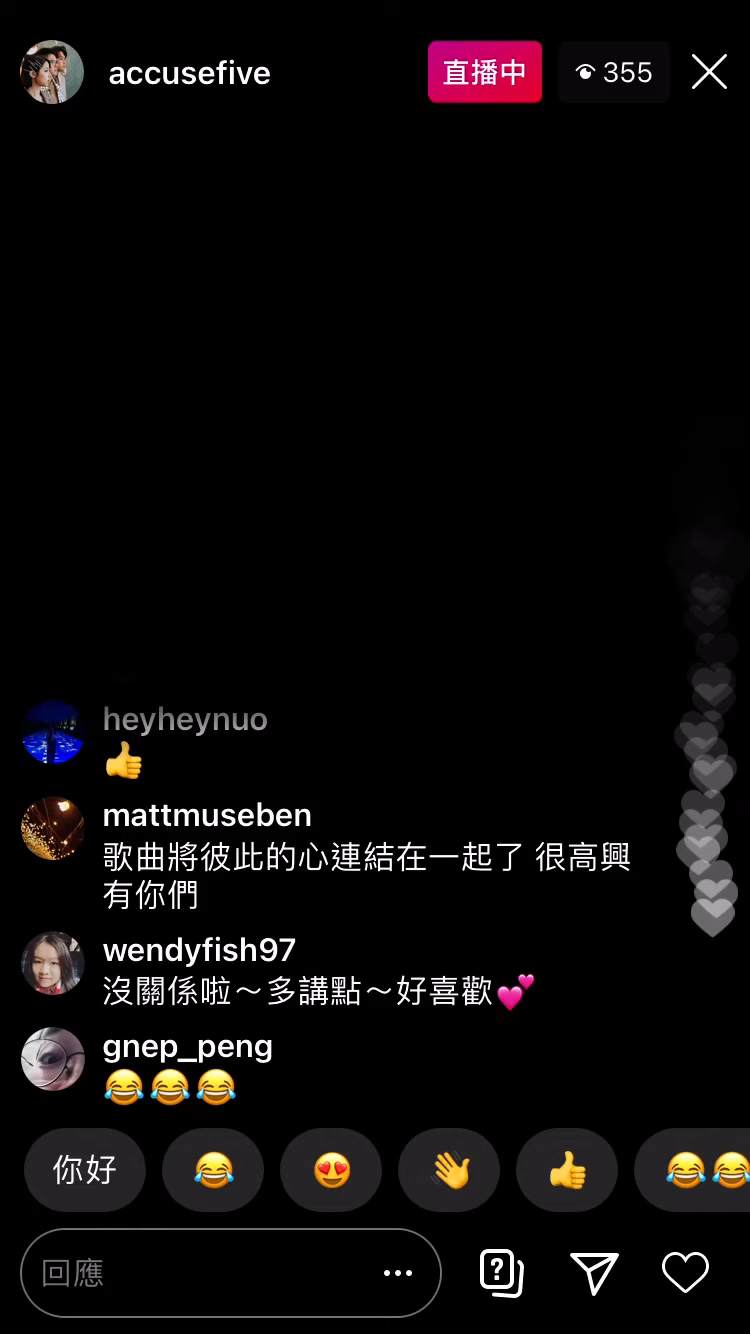 accusefive
直播中
355
heyheynuo
👍
mattmuseben
歌曲將彼此的心連結在一起了 很高興
有你們
wendyfish97
沒關係啦～多講點～好喜歡💕
gnep_peng
😂😂😂
你好 😂 😍 👋 👍 😂😂
回應